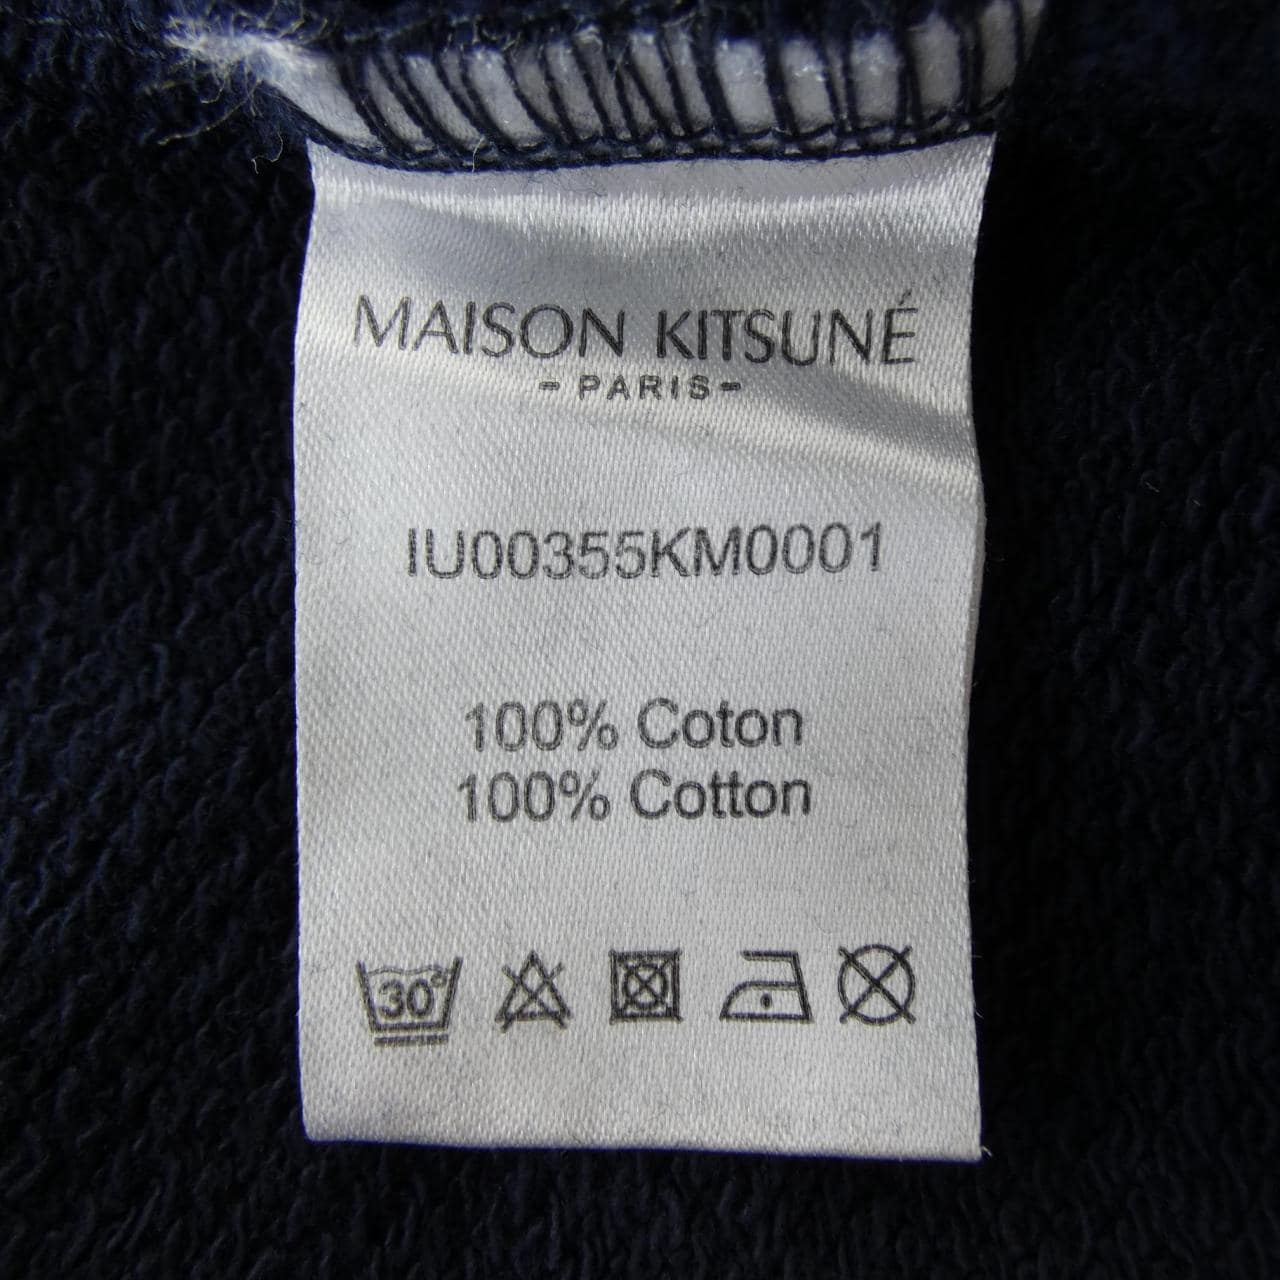 MAISON KITSUNÉ
- PARIS -
IU00355KM0001
100% Coton
100% Cotton
30°